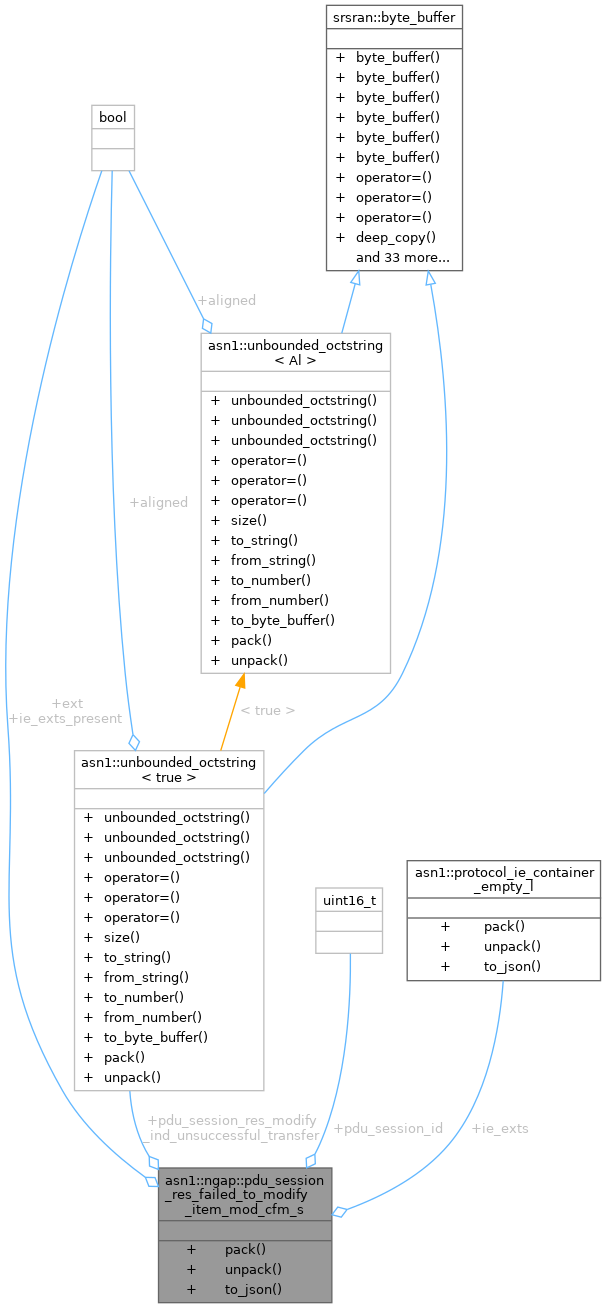 srsran::byte_buffer
+ byte_buffer()
+ byte_buffer()
+ byte_buffer()
+ byte_buffer()
+ byte_buffer()
+ byte_buffer()
+ operator=()
+ operator=()
+ operator=()
+ deep_copy()
and 33 more...
bool
+aligned
asn1::unbounded_octstring
< Al >
+ unbounded_octstring()
+ unbounded_octstring()
+ unbounded_octstring()
+ operator=()
+ operator=()
+ operator=()
+ size()
+ to_string()
+ from_string()
+ to_number()
+ from_number()
+ to_byte_buffer()
+ pack()
+ unpack()
+aligned
+ext
+ie_exts_present
< true >
asn1::unbounded_octstring
< true >
+ unbounded_octstring()
+ unbounded_octstring()
+ unbounded_octstring()
+ operator=()
+ operator=()
+ operator=()
+ size()
+ to_string()
+ from_string()
+ to_number()
+ from_number()
+ to_byte_buffer()
+ pack()
+ unpack()
uint16_t
asn1::protocol_ie_container
_empty_l
+ pack()
+ unpack()
+ to_json()
+pdu_session_res_modify
_ind_unsuccessful_transfer
+pdu_session_id
+ie_exts
asn1::ngap::pdu_session
_res_failed_to_modify
_item_mod_cfm_s
+ pack()
+ unpack()
+ to_json()